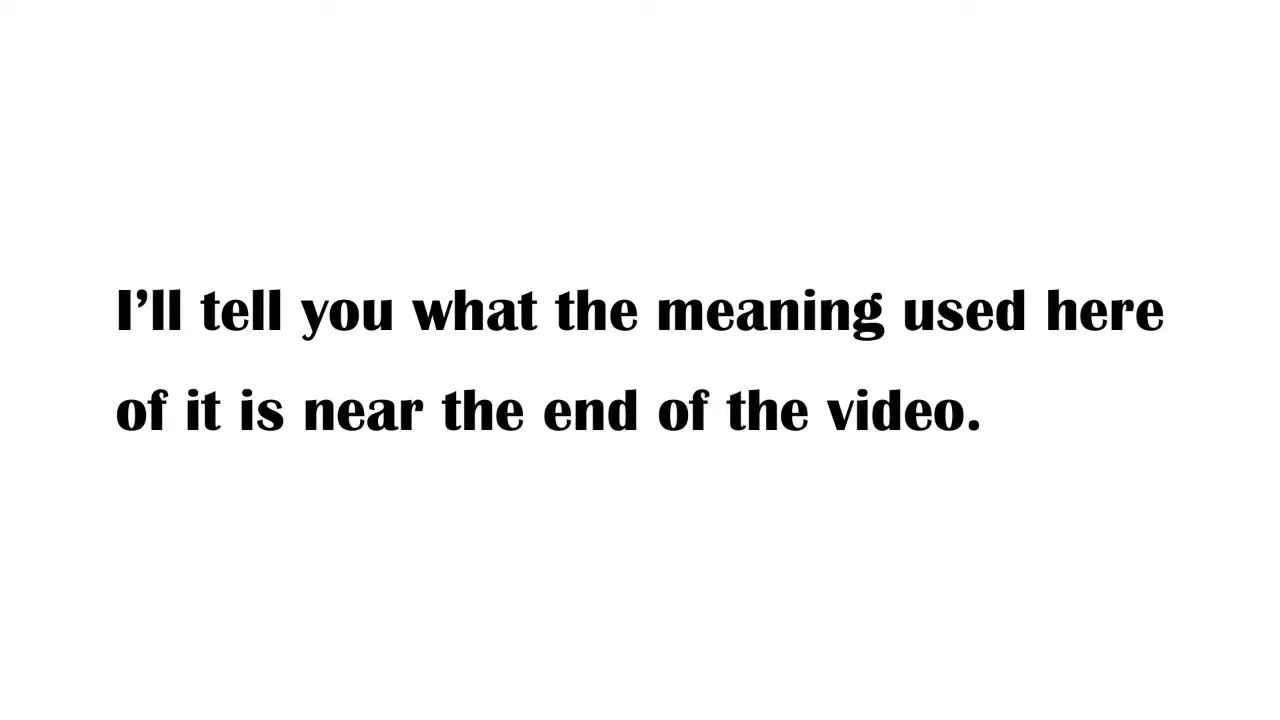 I’ll tell you what the meaning used here
of it is near the end of the video.